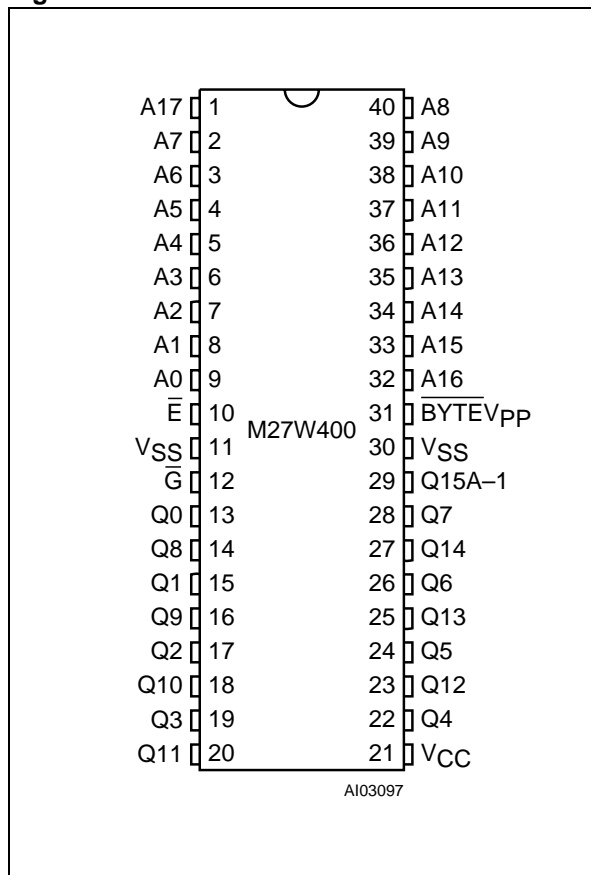 A17 1 40 A8
A7 2 39 A9
A6 3 38 A10
A5 4 37 A11
A4 5 36 A12
A3 6 35 A13
A2 7 34 A14
A1 8 33 A15
A0 9 32 A16
E̅ 10 31 B̅Y̅T̅E̅VPP
M27W400
VSS 11 30 VSS
G̅ 12 29 Q15A–1
Q0 13 28 Q7
Q8 14 27 Q14
Q1 15 26 Q6
Q9 16 25 Q13
Q2 17 24 Q5
Q10 18 23 Q12
Q3 19 22 Q4
Q11 20 21 VCC
AI03097